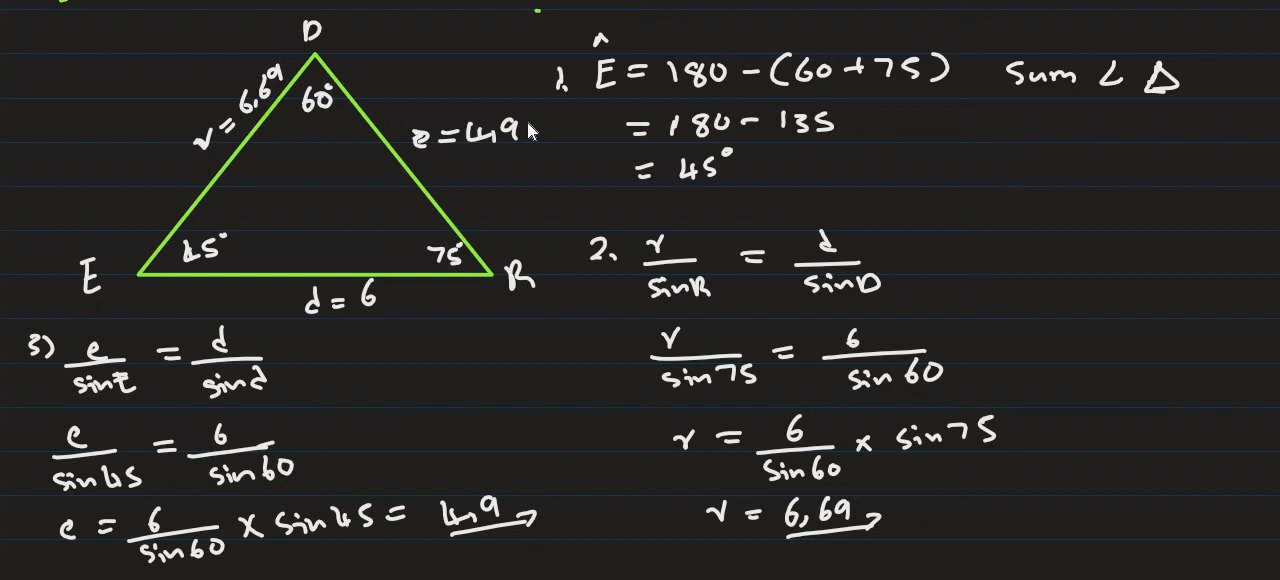 D
r = 6,69
60°
e = 4,9
45°
75°
E
R
d = 6
1. Ê = 180 - (60 + 75) Sum ∠ Δ
= 180 - 135
= 45°
2. r/sinR = d/sinD
r/sin75 = 6/sin60
r = 6/sin60 × sin75
r = 6,69
3) e/sinE = d/sind
e/sin45 = 6/sin60
e = 6/sin60 × sin45 = 4,9